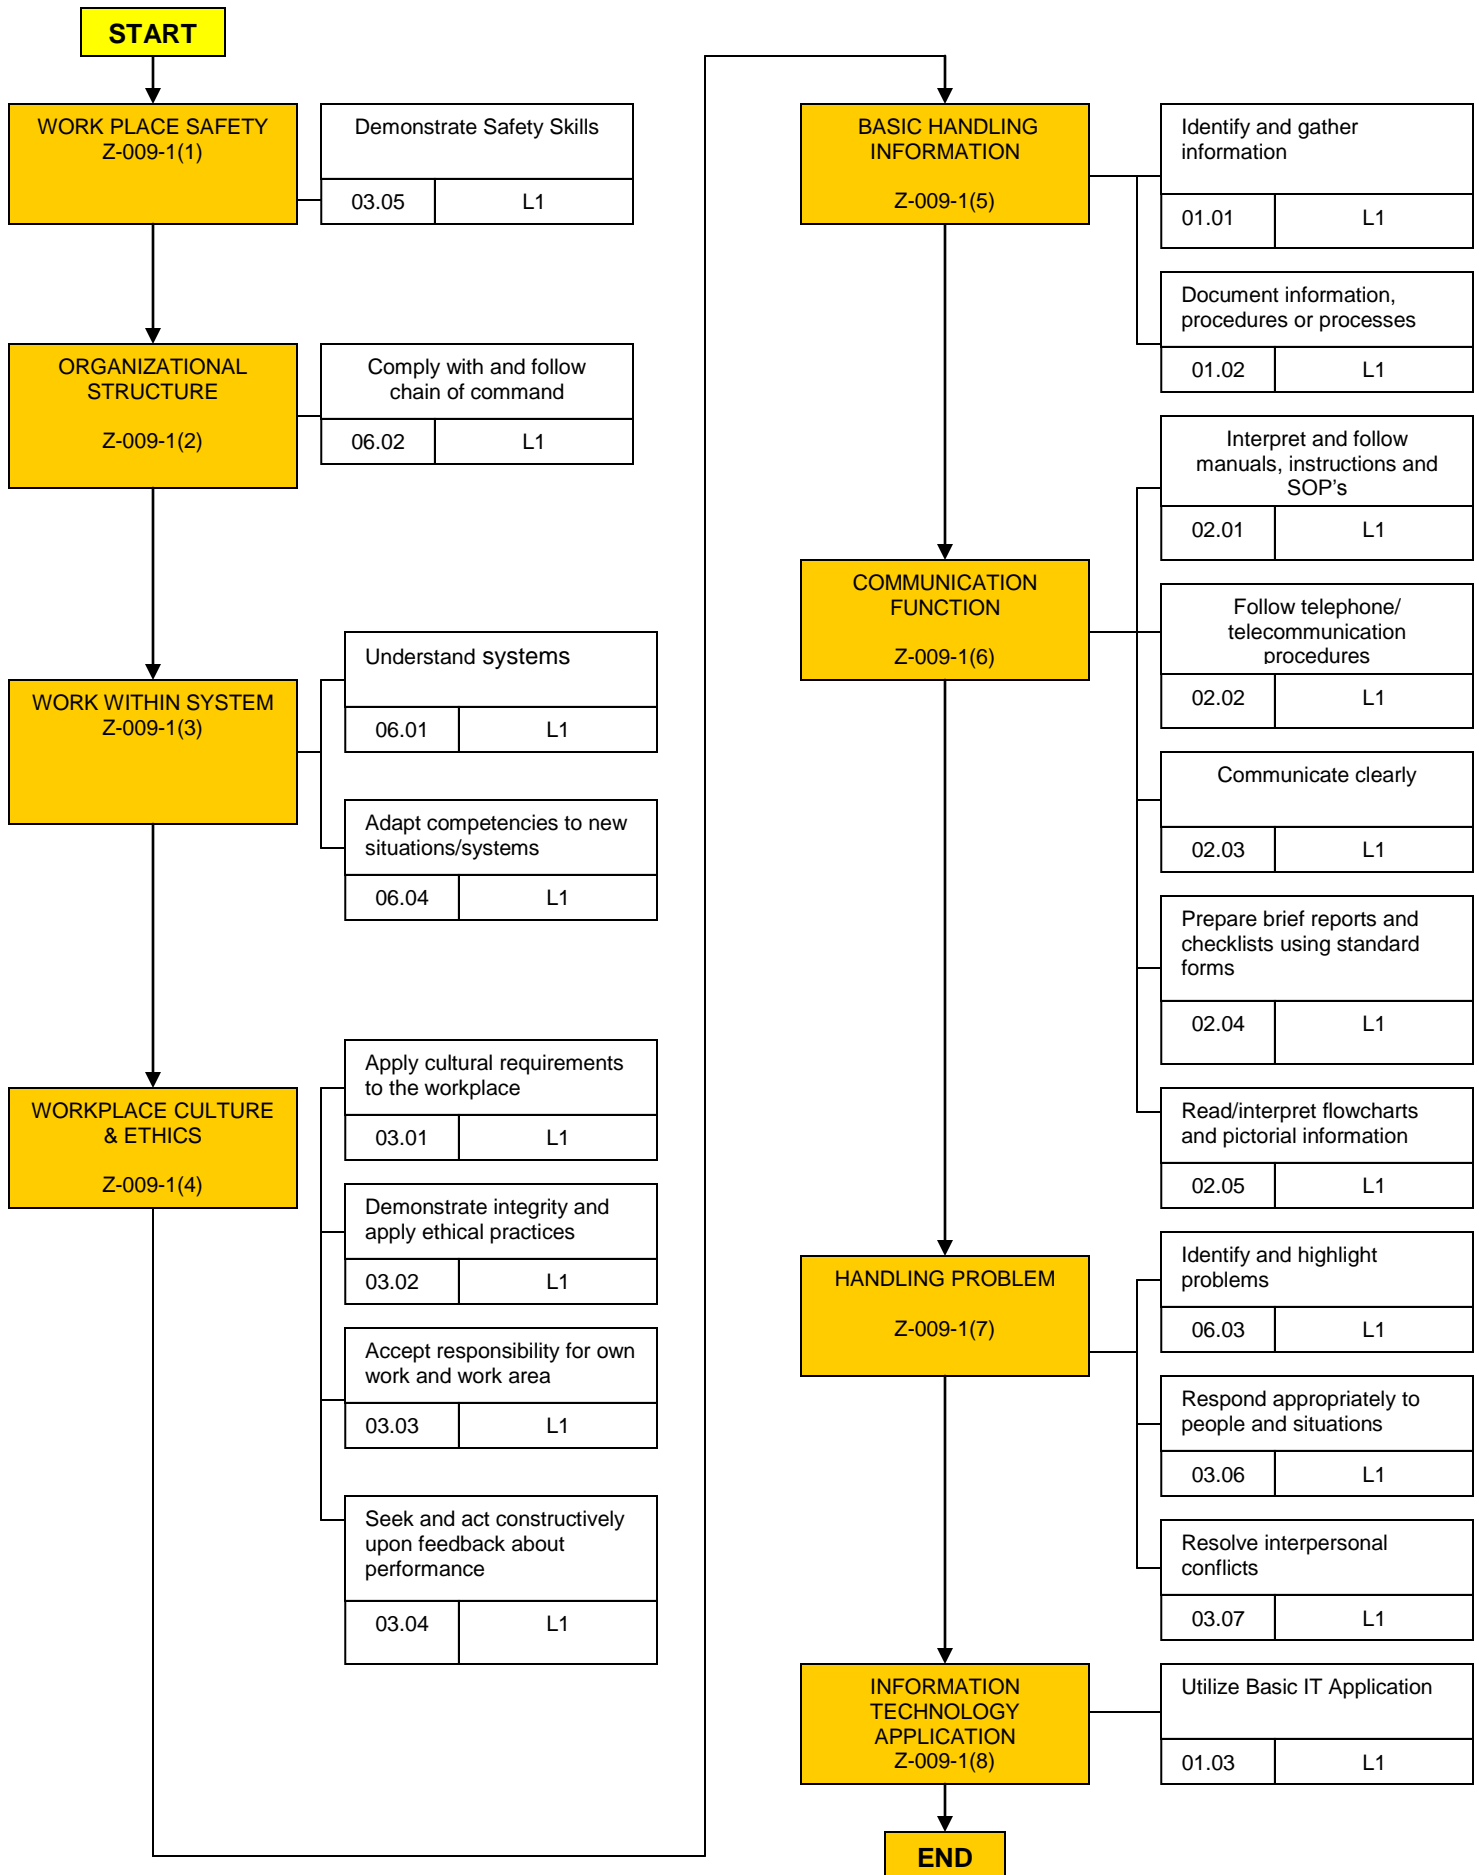 START
WORK PLACE SAFETY
Z-009-1(1)
Demonstrate Safety Skills
03.05
L1
ORGANIZATIONAL
STRUCTURE
Z-009-1(2)
Comply with and follow
chain of command
06.02
L1
WORK WITHIN SYSTEM
Z-009-1(3)
Understand systems
06.01
L1
Adapt competencies to new
situations/systems
06.04
L1
WORKPLACE CULTURE
& ETHICS
Z-009-1(4)
Apply cultural requirements
to the workplace
03.01
L1
Demonstrate integrity and
apply ethical practices
03.02
L1
Accept responsibility for own
work and work area
03.03
L1
Seek and act constructively
upon feedback about
performance
03.04
L1
BASIC HANDLING
INFORMATION
Z-009-1(5)
Identify and gather
information
01.01
L1
Document information,
procedures or processes
01.02
L1
COMMUNICATION
FUNCTION
Z-009-1(6)
Interpret and follow
manuals, instructions and
SOP’s
02.01
L1
Follow telephone/
telecommunication
procedures
02.02
L1
Communicate clearly
02.03
L1
Prepare brief reports and
checklists using standard
forms
02.04
L1
Read/interpret flowcharts
and pictorial information
02.05
L1
HANDLING PROBLEM
Z-009-1(7)
Identify and highlight
problems
06.03
L1
Respond appropriately to
people and situations
03.06
L1
Resolve interpersonal
conflicts
03.07
L1
INFORMATION
TECHNOLOGY
APPLICATION
Z-009-1(8)
Utilize Basic IT Application
01.03
L1
END